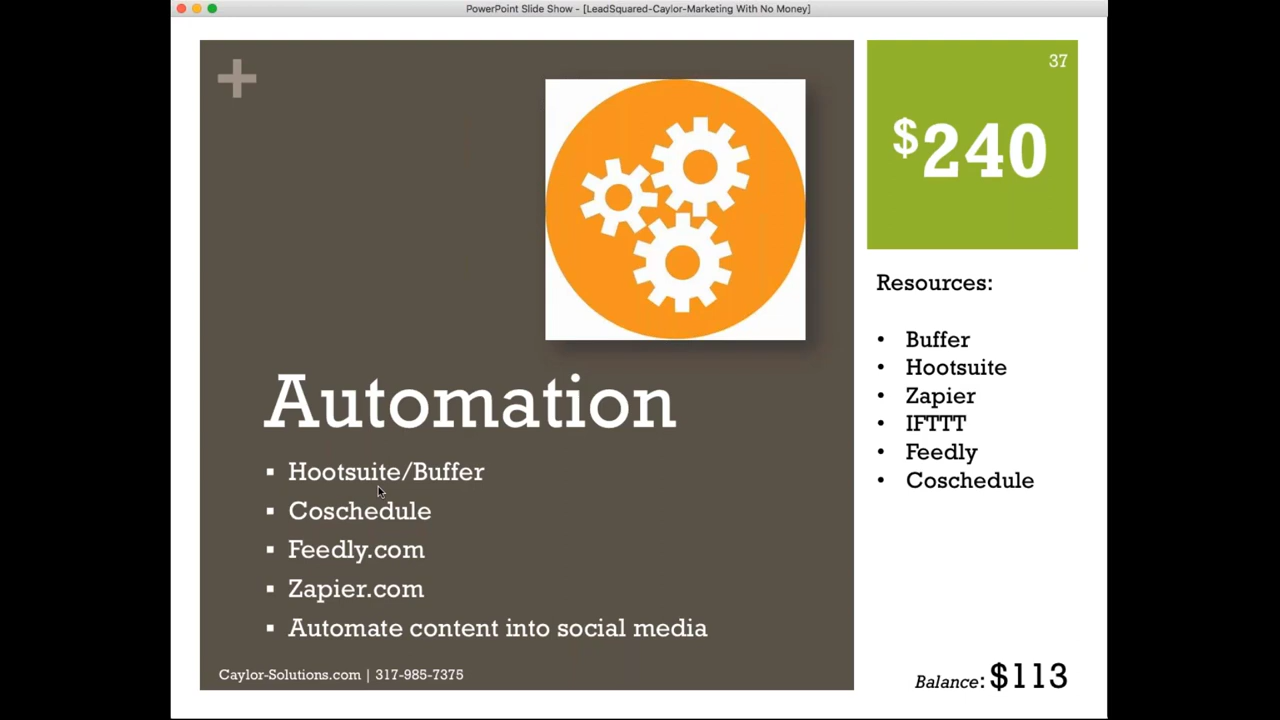 PowerPoint Slide Show - [LeadSquared-Caylor-Marketing With No Money]
37
$240
Automation
▪ Hootsuite/Buffer
▪ Coschedule
▪ Feedly.com
▪ Zapier.com
▪ Automate content into social media
Caylor-Solutions.com | 317-985-7375
Resources:
• Buffer
• Hootsuite
• Zapier
• IFTTT
• Feedly
• Coschedule
Balance: $113